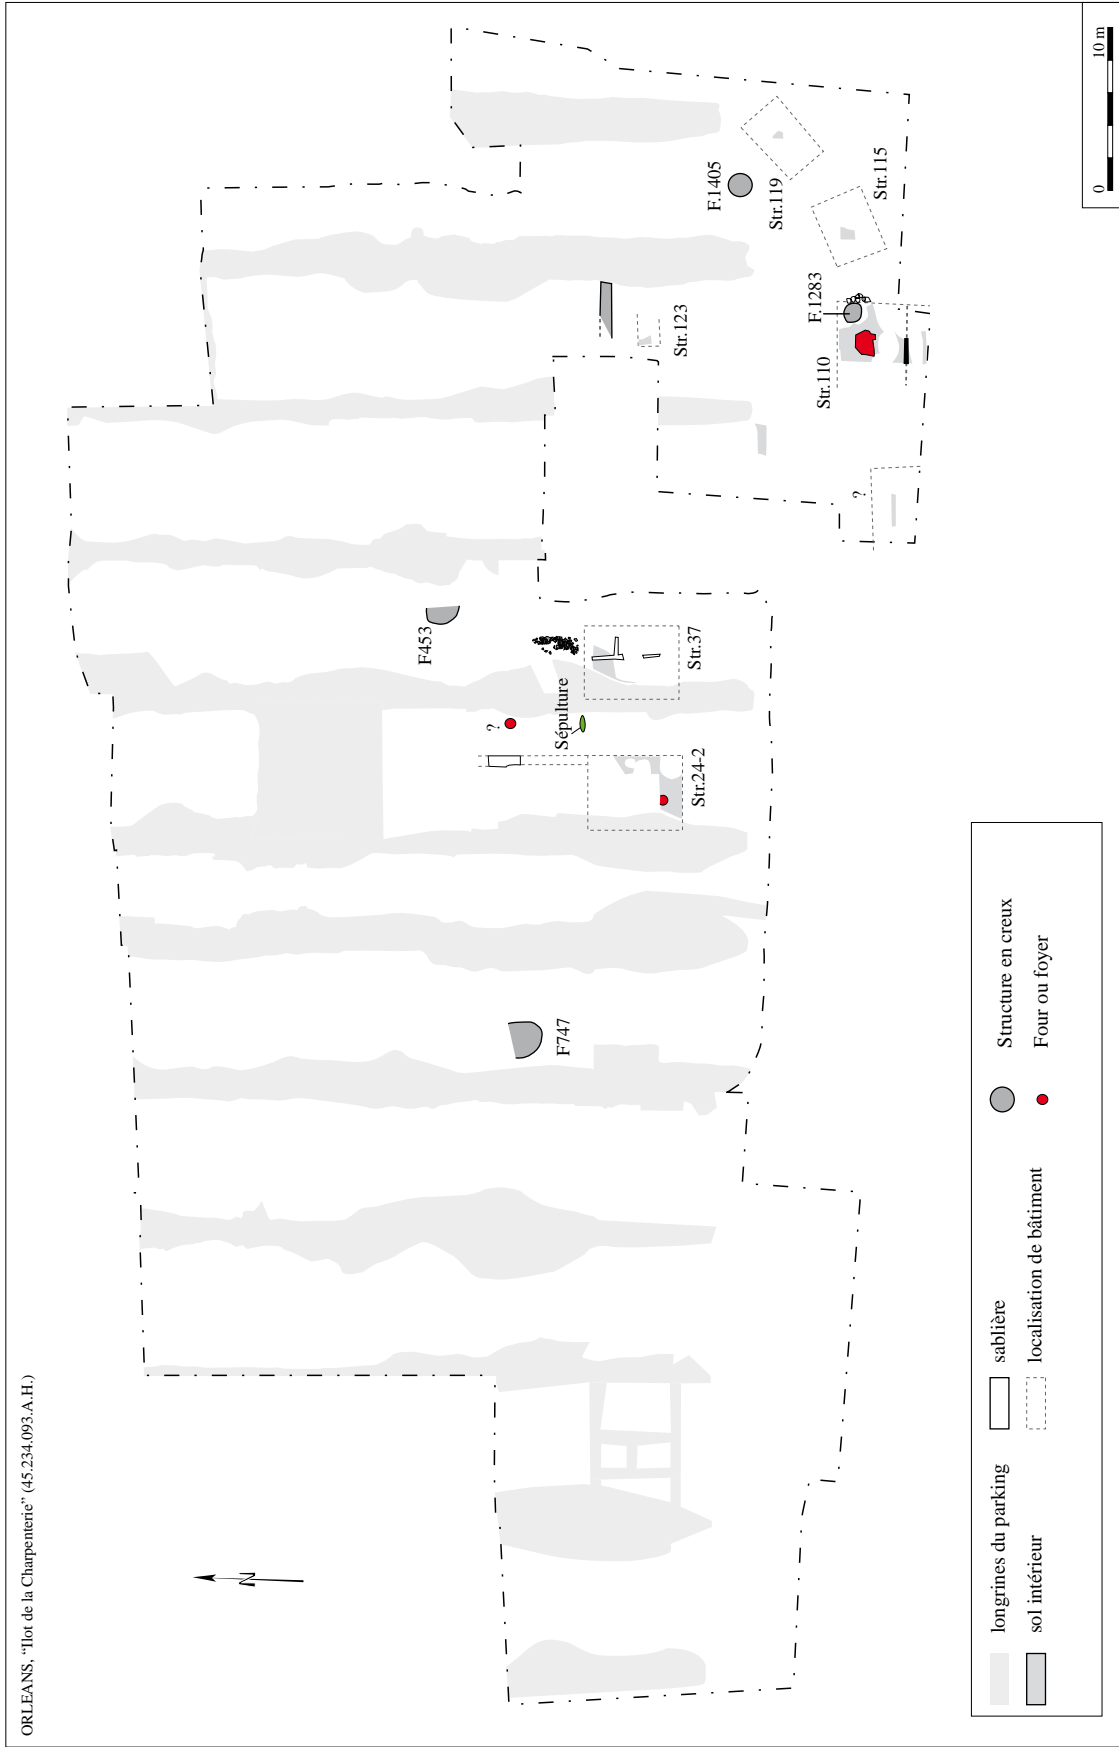 ORLEANS, "Ilot de la Charpenterie" (45.234.093.A.H.)
N
F747
F453
?
Sépulture
Str.24-2
Str.37
Str.123
F.1405
Str.119
Str.115
F.1283
Str.110
?
longrines du parking
sol intérieur
sablière
localisation de bâtiment
Structure en creux
Four ou foyer
0 10 m